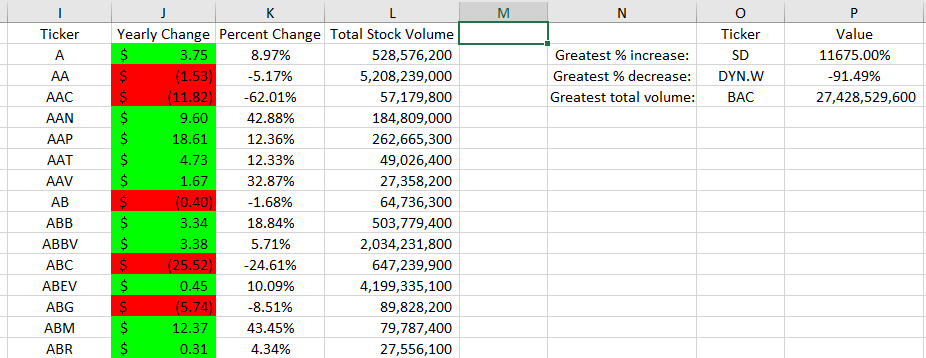 I J K L M N O P
Ticker Yearly Change Percent Change Total Stock Volume Ticker Value
A $ 3.75 8.97% 528,576,200 Greatest % increase: SD 11675.00%
AA $ (1.53) -5.17% 5,208,239,000 Greatest % decrease: DYN.W -91.49%
AAC $ (11.82) -62.01% 57,179,800 Greatest total volume: BAC 27,428,529,600
AAN $ 9.60 42.88% 184,809,000
AAP $ 18.61 12.36% 262,665,300
AAT $ 4.73 12.33% 49,026,400
AAV $ 1.67 32.87% 27,358,200
AB $ (0.40) -1.68% 64,736,300
ABB $ 3.34 18.84% 503,779,400
ABBV $ 3.38 5.71% 2,034,231,800
ABC $ (25.52) -24.61% 647,239,900
ABEV $ 0.45 10.09% 4,199,335,100
ABG $ (5.74) -8.51% 89,828,200
ABM $ 12.37 43.45% 79,787,400
ABR $ 0.31 4.34% 27,556,100